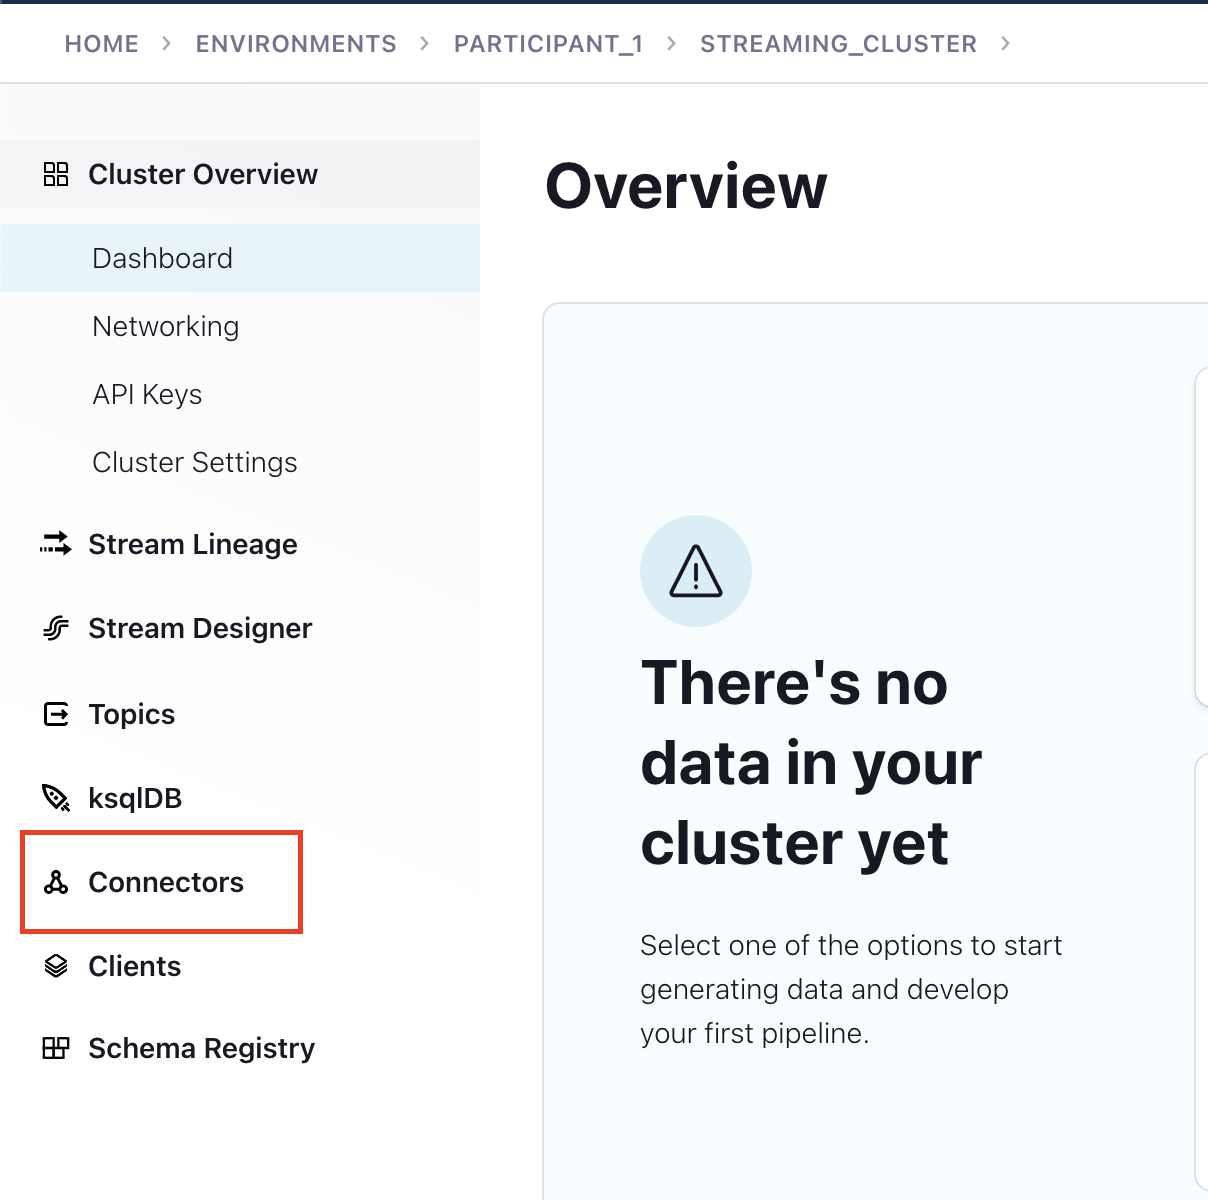 HOME > ENVIRONMENTS > PARTICIPANT_1 > STREAMING_CLUSTER >
Cluster Overview
Dashboard
Networking
API Keys
Cluster Settings
Stream Lineage
Stream Designer
Topics
ksqlDB
Connectors
Clients
Schema Registry
Overview
There's no
data in your
cluster yet
Select one of the options to start
generating data and develop
your first pipeline.